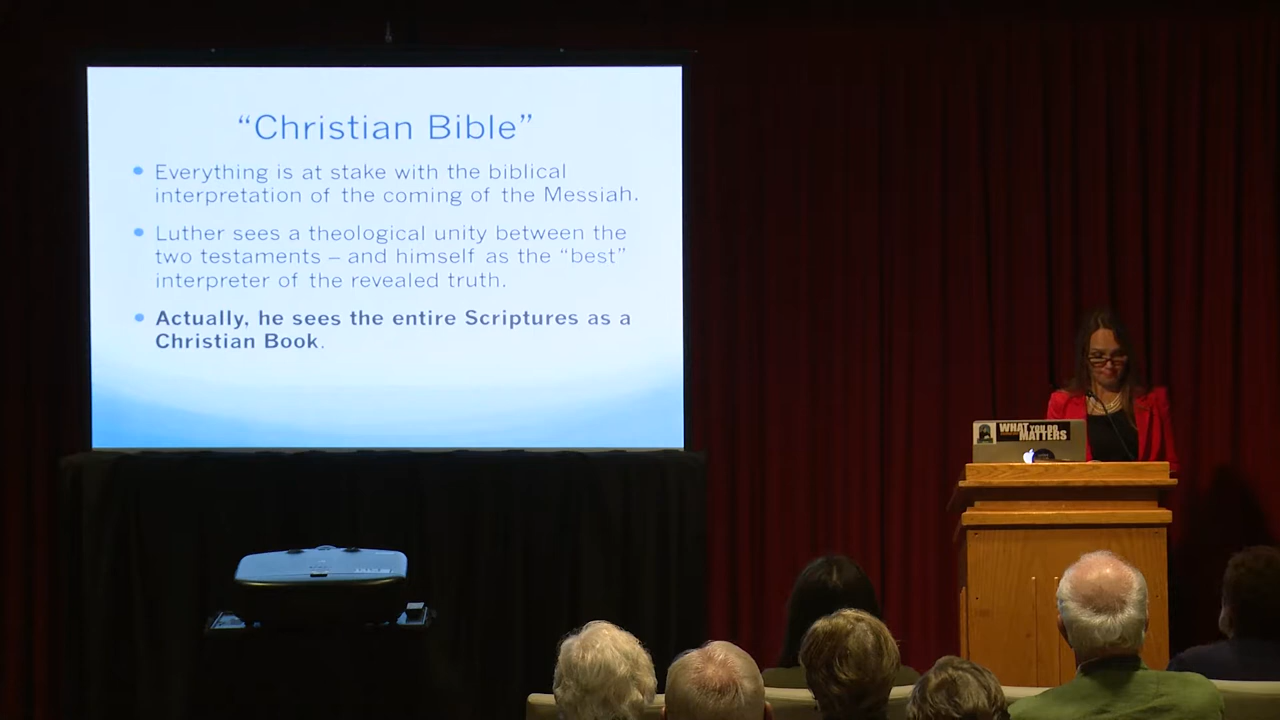 “Christian Bible”
Everything is at stake with the biblical
interpretation of the coming of the Messiah.
Luther sees a theological unity between the
two testaments – and himself as the “best”
interpreter of the revealed truth.
Actually, he sees the entire Scriptures as a
Christian Book.
WHAT YOU DO
MATTERS